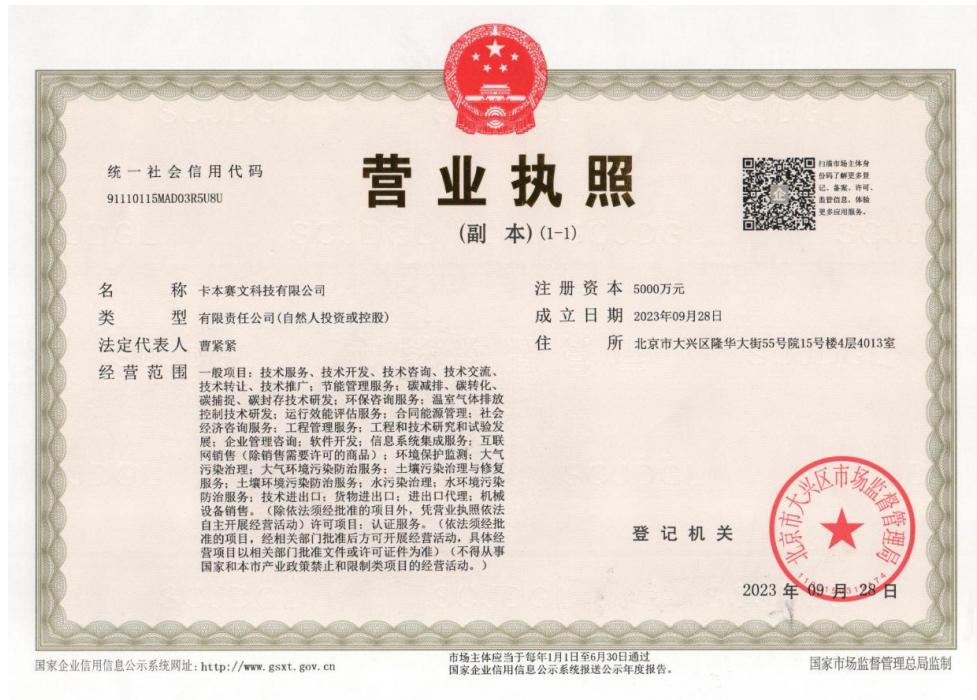 统一社会信用代码
91110115MAD03R5U8U
营业执照
(副 本)(1-1)
扫描市场主体身
份码了解更多登
记、备案、许可、
监管信息，体验
更多应用服务。
名 称 卡本赛文科技有限公司
类 型 有限责任公司(自然人投资或控股)
法定代表人 曹紧紧
经营范围 一般项目：技术服务、技术开发、技术咨询、技术交流、
技术转让、技术推广；节能管理服务；碳减排、碳转化、
碳捕捉、碳封存技术研发；环保咨询服务；温室气体排放
控制技术研发；运行效能评估服务；合同能源管理；社会
经济咨询服务；工程管理服务；工程和技术研究和试验发
展；企业管理咨询；软件开发；信息系统集成服务；互联
网销售（除销售需要许可的商品）；环境保护监测；大气
污染治理；大气环境污染防治服务；土壤污染治理与修复
服务；土壤环境污染防治服务；水污染治理；水环境污染
防治服务；技术进出口；货物进出口；进出口代理；机械
设备销售。（除依法须经批准的项目外，凭营业执照依法
自主开展经营活动）许可项目：认证服务。（依法须经批
准的项目，经相关部门批准后方可开展经营活动，具体经
营项目以相关部门批准文件或许可证件为准）（不得从事
国家和本市产业政策禁止和限制类项目的经营活动。）
注册资本 5000万元
成立日期 2023年09月28日
住 所 北京市大兴区隆华大街55号院15号楼4层4013室
登记机关
北京市大兴区市场监督管理局
2023 年 09 月 28 日
国家企业信用信息公示系统网址：http://www.gsxt.gov.cn
市场主体应当于每年1月1日至6月30日通过
国家企业信用信息公示系统报送公示年度报告。
国家市场监督管理总局监制